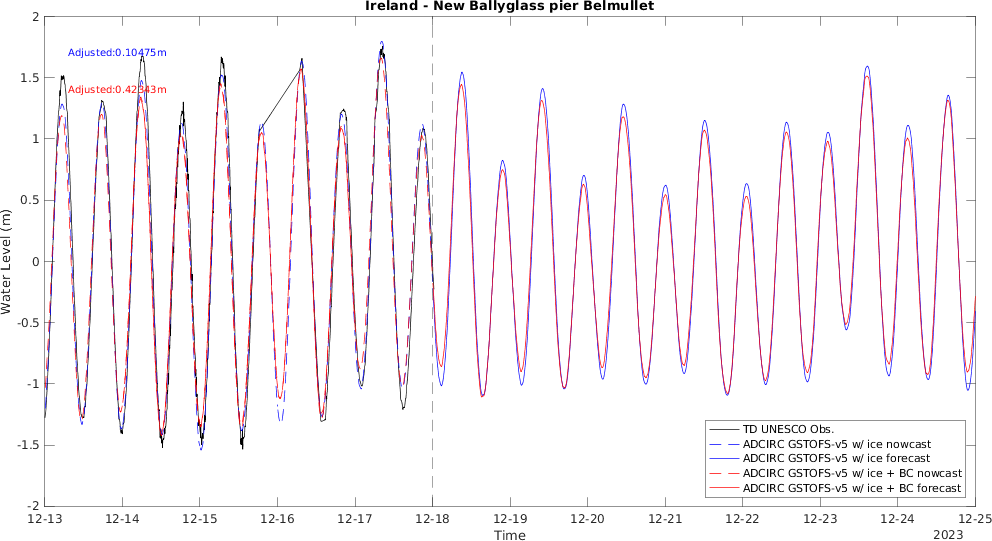 Ireland - New Ballyglass pier Belmullet
Adjusted:0.10475m
Adjusted:0.42343m
Water Level (m)
2
1.5
1
0.5
0
-0.5
-1
-1.5
-2
TD UNESCO Obs.
ADCIRC GSTOFS-v5 w/ ice nowcast
ADCIRC GSTOFS-v5 w/ ice forecast
ADCIRC GSTOFS-v5 w/ ice + BC nowcast
ADCIRC GSTOFS-v5 w/ ice + BC forecast
12-13 12-14 12-15 12-16 12-17 12-18 12-19 12-20 12-21 12-22 12-23 12-24 12-25
Time
2023